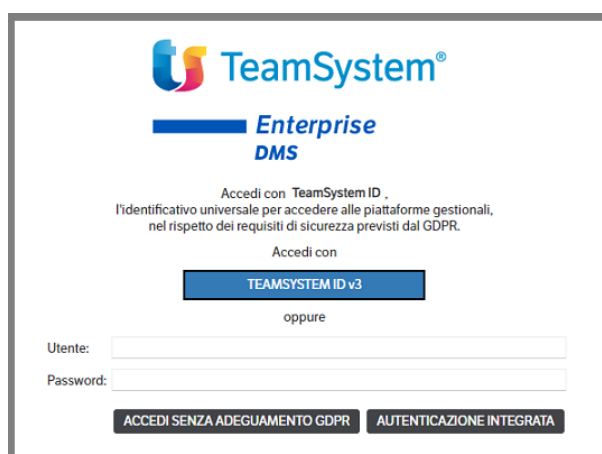 TeamSystem®
Enterprise
DMS
Accedi con TeamSystem ID ,
l'identificativo universale per accedere alle piattaforme gestionali,
nel rispetto dei requisiti di sicurezza previsti dal GDPR.
Accedi con
TEAMSYSTEM ID v3
oppure
Utente:
Password:
ACCEDI SENZA ADEGUAMENTO GDPR AUTENTICAZIONE INTEGRATA